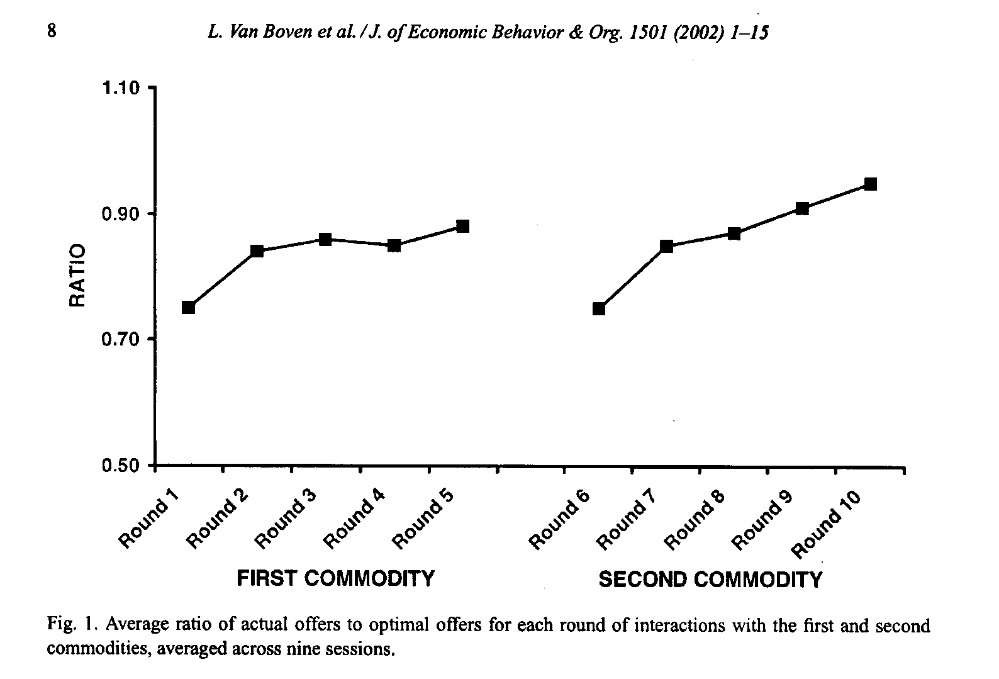 8 L. Van Boven et al. / J. of Economic Behavior & Org. 1501 (2002) 1–15
1.10
0.90
0.70
0.50
RATIO
Round 1 Round 2 Round 3 Round 4 Round 5 Round 6 Round 7 Round 8 Round 9 Round 10
FIRST COMMODITY SECOND COMMODITY
Fig. 1. Average ratio of actual offers to optimal offers for each round of interactions with the first and second
commodities, averaged across nine sessions.